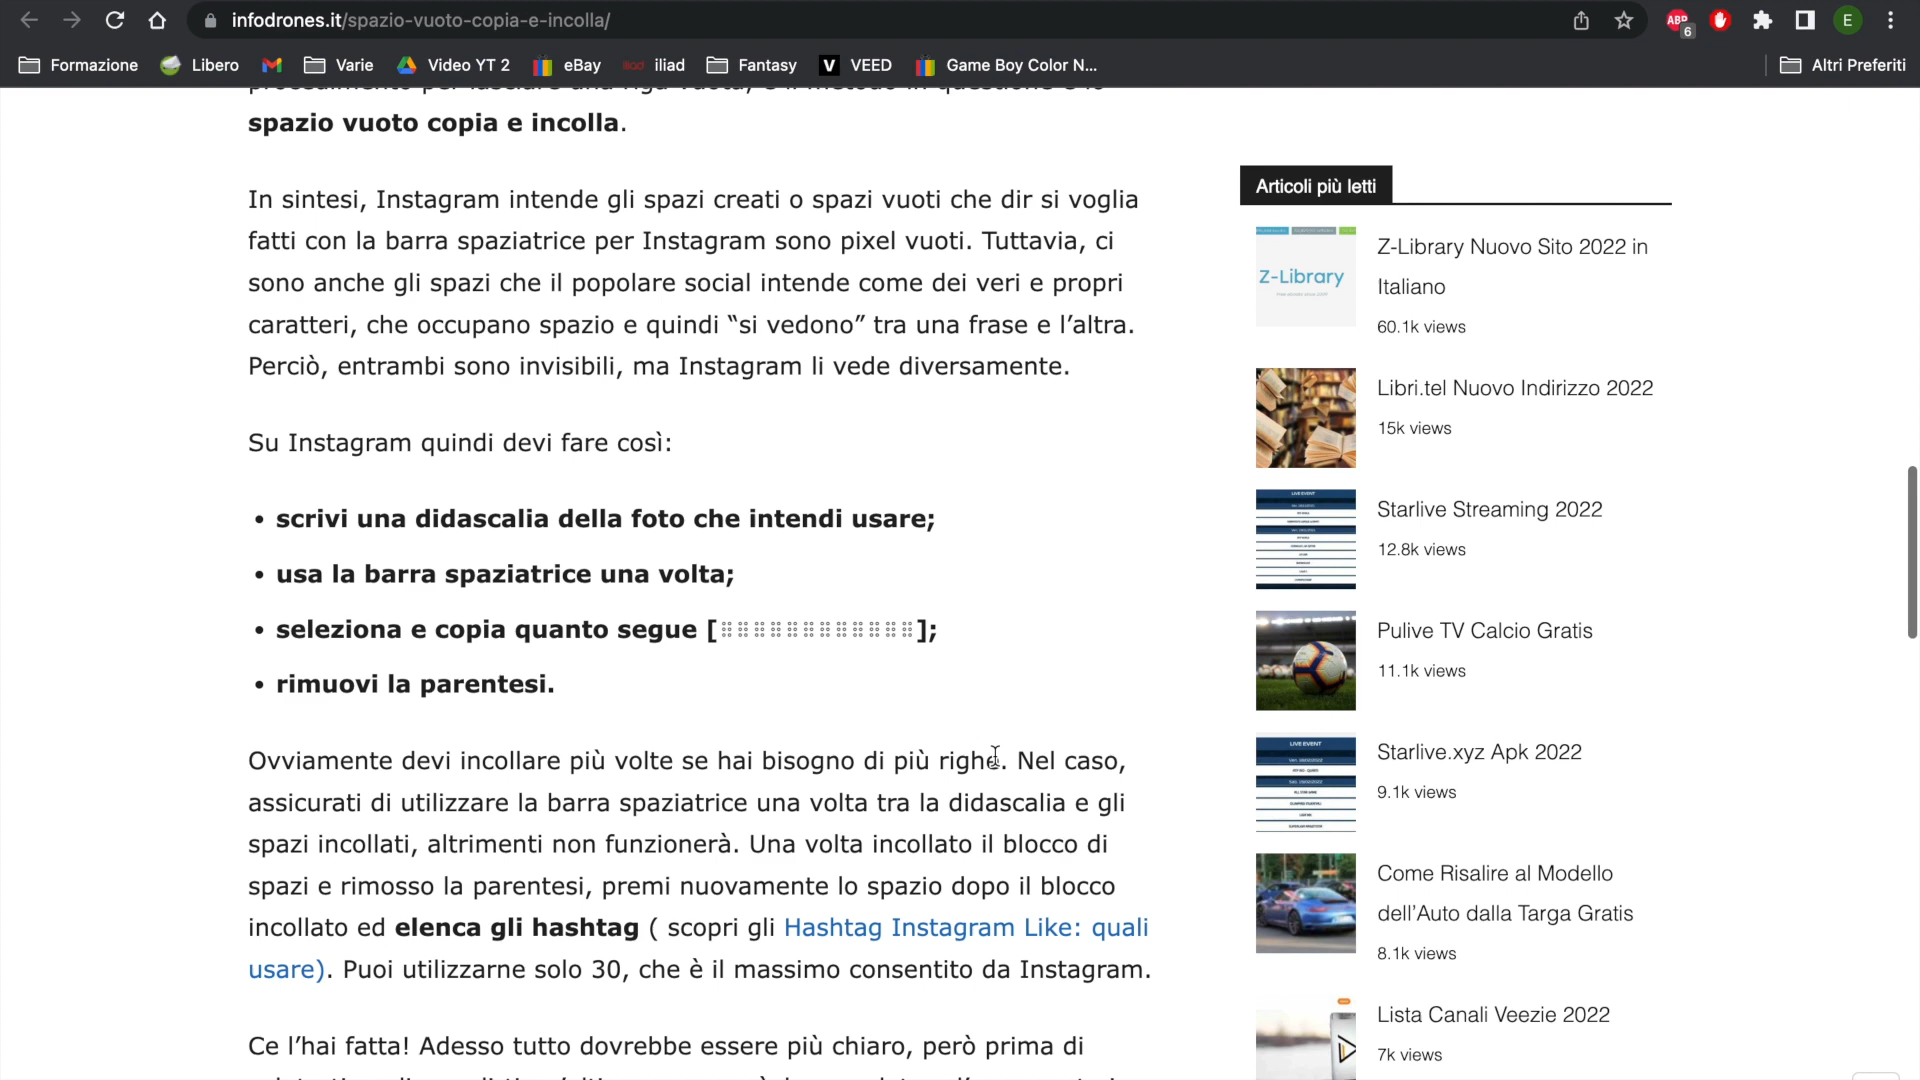 infodrones.it/spazio-vuoto-copia-e-incolla/
ABP
6
E
Formazione
Libero
Varie
Video YT 2
eBay
iliad
iliad
Fantasy
V
VEED
Game Boy Color N...
Altri Preferiti
spazio vuoto copia e incolla.
In sintesi, Instagram intende gli spazi creati o spazi vuoti che dir si voglia
fatti con la barra spaziatrice per Instagram sono pixel vuoti. Tuttavia, ci
sono anche gli spazi che il popolare social intende come dei veri e propri
caratteri, che occupano spazio e quindi “si vedono” tra una frase e l’altra.
Perciò, entrambi sono invisibili, ma Instagram li vede diversamente.
Su Instagram quindi devi fare così:
• scrivi una didascalia della foto che intendi usare;
• usa la barra spaziatrice una volta;
• seleziona e copia quanto segue [⠿⠿⠿⠿⠿⠿⠿⠿⠿⠿⠿⠿];
• rimuovi la parentesi.
Ovviamente devi incollare più volte se hai bisogno di più righe. Nel caso,
assicurati di utilizzare la barra spaziatrice una volta tra la didascalia e gli
spazi incollati, altrimenti non funzionerà. Una volta incollato il blocco di
spazi e rimosso la parentesi, premi nuovamente lo spazio dopo il blocco
incollato ed elenca gli hashtag ( scopri gli Hashtag Instagram Like: quali
usare). Puoi utilizzarne solo 30, che è il massimo consentito da Instagram.
Ce l’hai fatta! Adesso tutto dovrebbe essere più chiaro, però prima di
Articoli più letti
Z-Library
Z-Library Nuovo Sito 2022 in
Italiano
60.1k views
Libri.tel Nuovo Indirizzo 2022
15k views
LIVE EVENT
Starlive Streaming 2022
12.8k views
Pulive TV Calcio Gratis
11.1k views
LIVE EVENT
Starlive.xyz Apk 2022
9.1k views
Come Risalire al Modello
dell’Auto dalla Targa Gratis
8.1k views
Lista Canali Veezie 2022
7k views